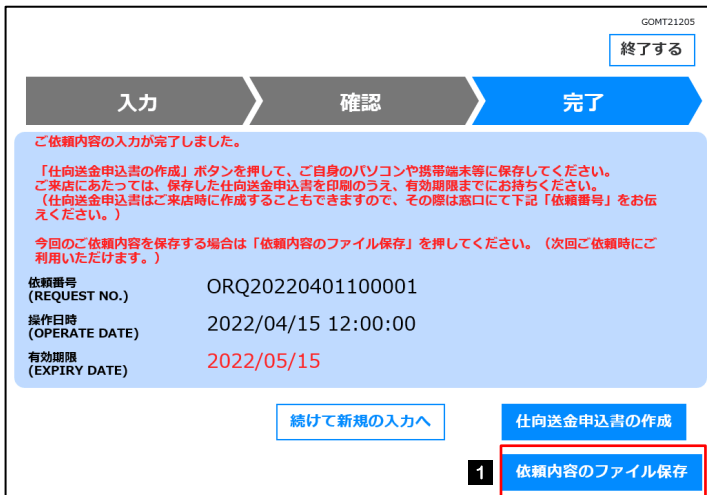 GOMT21205
終了する
入力
確認
完了
ご依頼内容の入力が完了しました。
「仕向送金申込書の作成」ボタンを押して、ご自身のパソコンや携帯端末等に保存してください。
ご来店にあたっては、保存した仕向送金申込書を印刷のうえ、有効期限までにお持ちください。
(仕向送金申込書はご来店時に作成することもできますので、その際は窓口にて下記「依頼番号」をお伝
えください。)
今回のご依頼内容を保存する場合は「依頼内容のファイル保存」を押してください。(次回ご依頼時にご
利用いただけます。)
依頼番号
(REQUEST NO.)
ORQ20220401100001
操作日時
(OPERATE DATE)
2022/04/15 12:00:00
有効期限
(EXPIRY DATE)
2022/05/15
続けて新規の入力へ
仕向送金申込書の作成
1
依頼内容のファイル保存